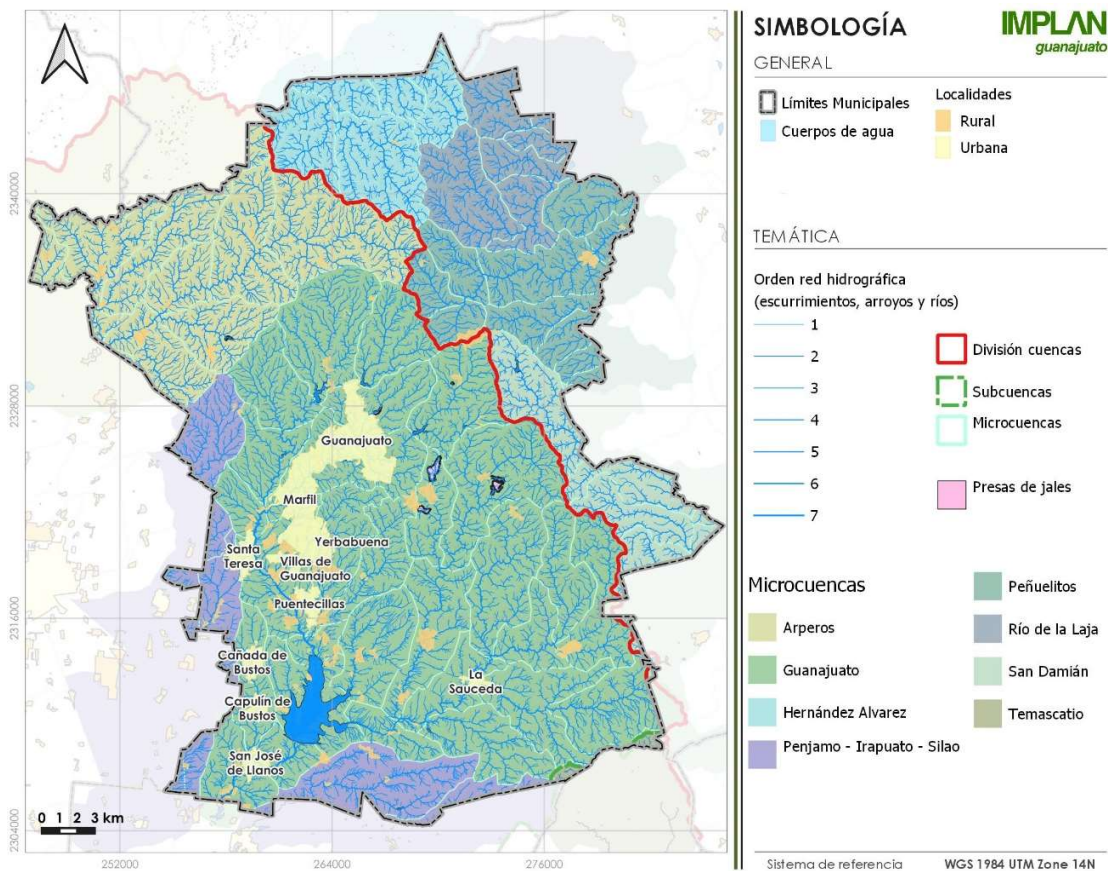 SIMBOLOGÍA
IMPLAN
guanajuato
GENERAL
Límites Municipales
Cuerpos de agua
Localidades
Rural
Urbana
TEMÁTICA
Orden red hidrográfica
(escurrimientos, arroyos y ríos)
1
2
3
4
5
6
7
División cuencas
Subcuencas
Microcuencas
Presas de jales
Microcuencas
Arperos
Guanajuato
Hernández Alvarez
Penjamo - Irapuato - Silao
Peñuelitos
Río de la Laja
San Damián
Temascatio
Sistema de referencia
WGS 1984 UTM Zone 14N
Guanajuato
Marfil
Yerbabuena
Santa
Teresa
Villas de
Guanajuato
Puentecillas
Cañada de
Bustos
La
Sauceda
Capulín de
Bustos
San José
de Llanos
0 1 2 3 km
2340000
2328000
2316000
2304000
252000
264000
276000